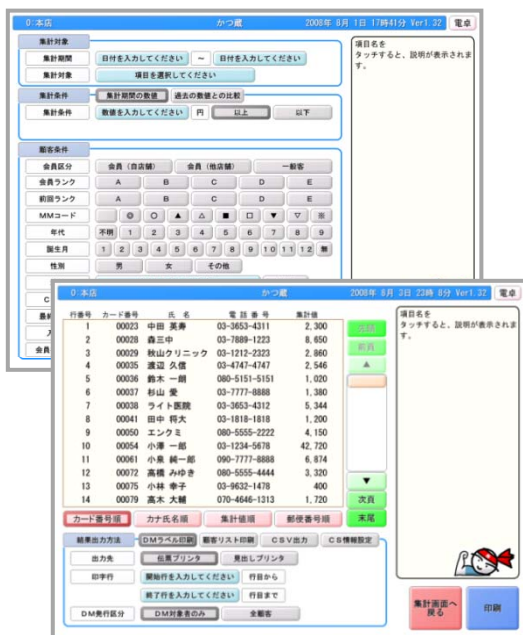 0:本店 かつ蔵 2008年 8月 1日 17時41分 Ver1.32 電卓
集計対象
集計期間 日付を入力してください ~ 日付を入力してください
集計対象 項目を選択してください
集計条件 集計期間の数値 過去の数値との比較
集計条件 数値を入力してください 円 以上 以下
顧客条件
会員区分 会員(自店舗) 会員(他店舗) 一般客
会員ランク A B C D E
初回ランク A B C D E
MMコード ◎ ○ ▲ △ ■ □ ▼ ▽ ※
年代 不明 1 2 3 4 5 6 7 8 9
誕生月 1 2 3 4 5 6 7 8 9 10 11 12 無
性別 男 女 その他
項目名を
タッチすると、説明が表示されま
す。
0:本店 かつ蔵 2008年 8月 3日 23時 8分 Ver1.32 電卓
行番号 カード番号 氏 名 電 話 番 号 集計値
1 00023 中田 英寿 03-3653-4311 2,300
2 00028 森三中 03-7889-1223 8,650
3 00029 秋山クリニック 03-1212-2323 2,860
4 00035 渡辺 久信 03-4747-4747 2,546
5 00036 鈴木 一朗 080-5151-5151 1,020
6 00037 杉山 愛 03-7777-8888 1,380
7 00038 ライト医院 03-3653-4312 5,344
8 00041 田中 将大 03-1818-1818 1,200
9 00050 エンクミ 080-5555-2222 4,150
10 00054 小澤 一郎 03-1234-5678 42,720
11 00061 小泉 純一郎 090-7777-8888 6,874
12 00072 高橋 みゆき 080-5555-4444 3,320
13 00075 小林 幸子 03-9632-1478 400
14 00079 高木 大輔 070-4646-1313 1,720
先頭
前頁
▲
▼
次頁
末尾
カード番号順 カナ氏名順 集計値順 郵便番号順
結果出力方法 DMラベル印刷 顧客リスト印刷 CSV出力 CS情報設定
出力先 伝票プリンタ 見出しプリンタ
印字行 開始行を入力してください 行目から
終了行を入力してください 行目まで
DM発行区分 DM対象者のみ 全顧客
項目名を
タッチすると、説明が表示されま
す。
集計画面へ
戻る
印刷